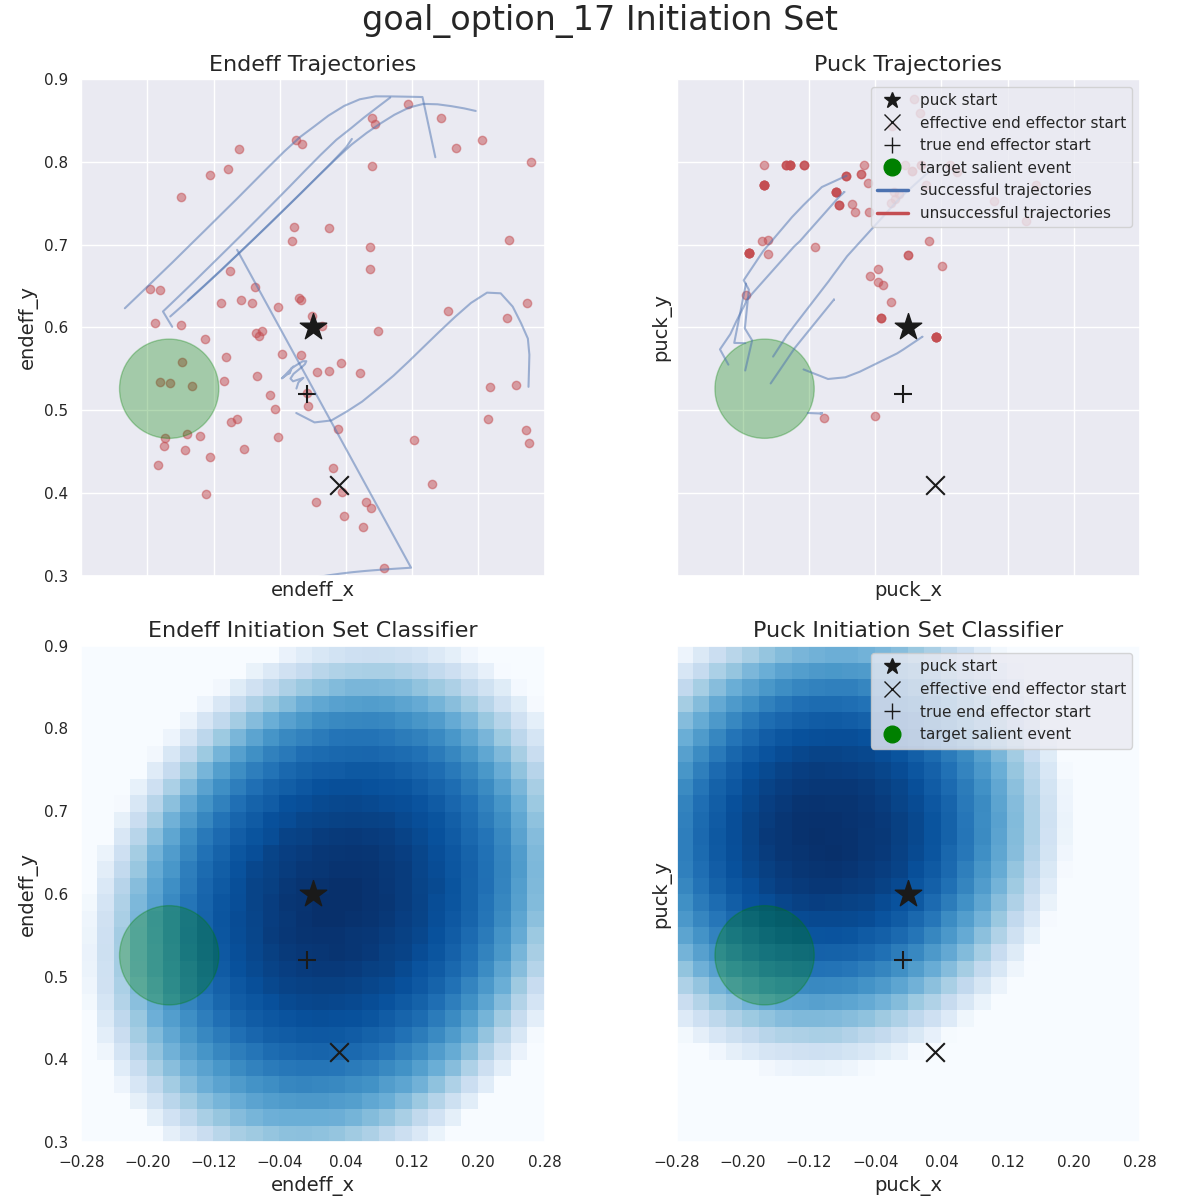 goal_option_17 Initiation Set
Endeff Trajectories
0.9
0.8
0.7
0.6
0.5
0.4
0.3
endeff_y
endeff_x
Puck Trajectories
puck start
effective end effector start
true end effector start
target salient event
successful trajectories
unsuccessful trajectories
puck_y
puck_x
Endeff Initiation Set Classifier
0.9
0.8
0.7
0.6
0.5
0.4
0.3
endeff_y
−0.28 −0.20 −0.12 −0.04 0.04 0.12 0.20 0.28
endeff_x
Puck Initiation Set Classifier
puck start
effective end effector start
true end effector start
target salient event
puck_y
−0.28 −0.20 −0.12 −0.04 0.04 0.12 0.20 0.28
puck_x